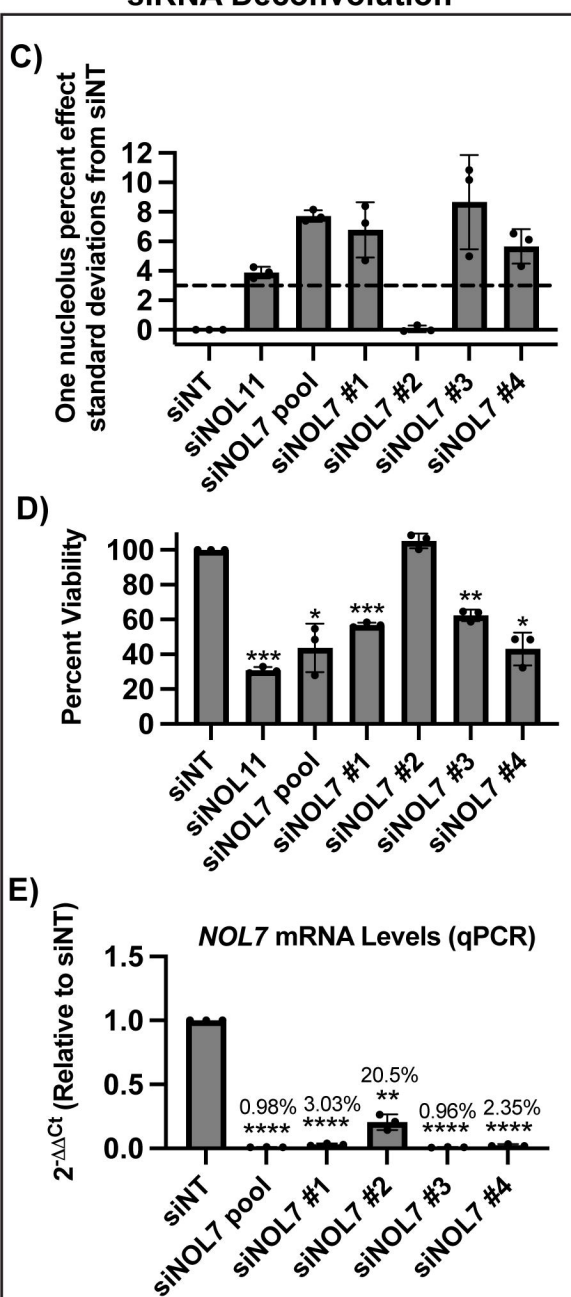 siRNA Deconvolution
C)
One nucleolus percent effect
standard deviations from siNT
12
10
8
6
4
2
0
siNT
siNOL11
siNOL7 pool
siNOL7 #1
siNOL7 #2
siNOL7 #3
siNOL7 #4
D)
Percent Viability
100
80
60
40
20
0
***
*
***
**
*
siNT
siNOL11
siNOL7 pool
siNOL7 #1
siNOL7 #2
siNOL7 #3
siNOL7 #4
E)
NOL7 mRNA Levels (qPCR)
2-ΔΔCt (Relative to siNT)
1.5
1.0
0.5
0.0
0.98%
****
3.03%
****
20.5%
**
0.96%
****
2.35%
****
siNT
siNOL7 pool
siNOL7 #1
siNOL7 #2
siNOL7 #3
siNOL7 #4